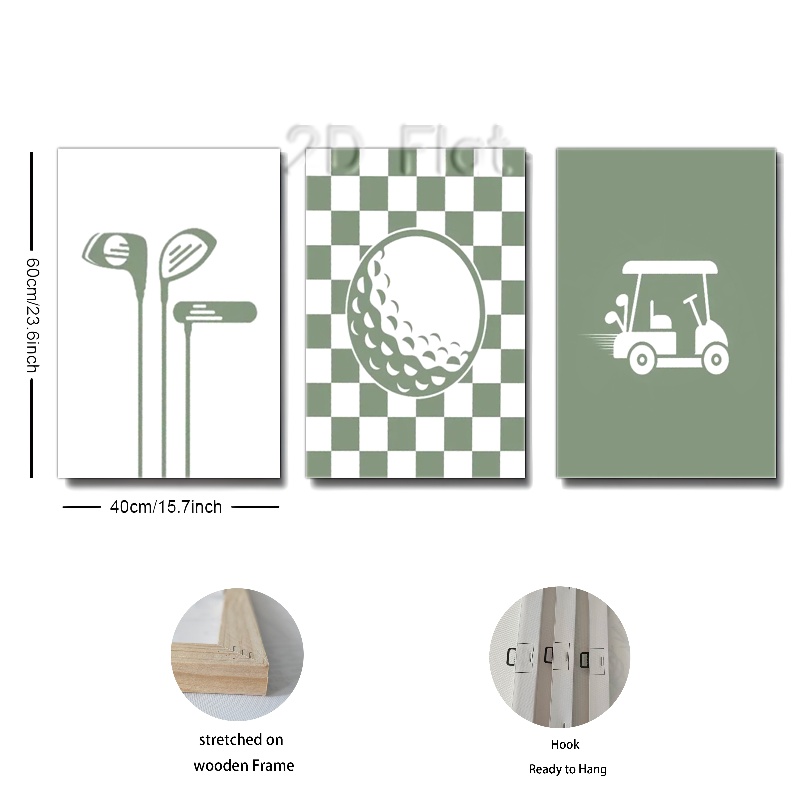 2D Flat.
60cm/23.6inch
40cm/15.7inch
stretched on
wooden Frame
Hook
Ready to Hang